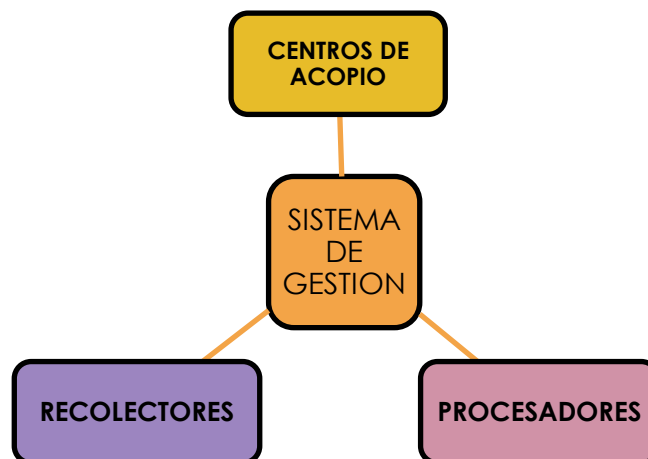 CENTROS DE
ACOPIO
SISTEMA
DE
GESTION
RECOLECTORES
PROCESADORES